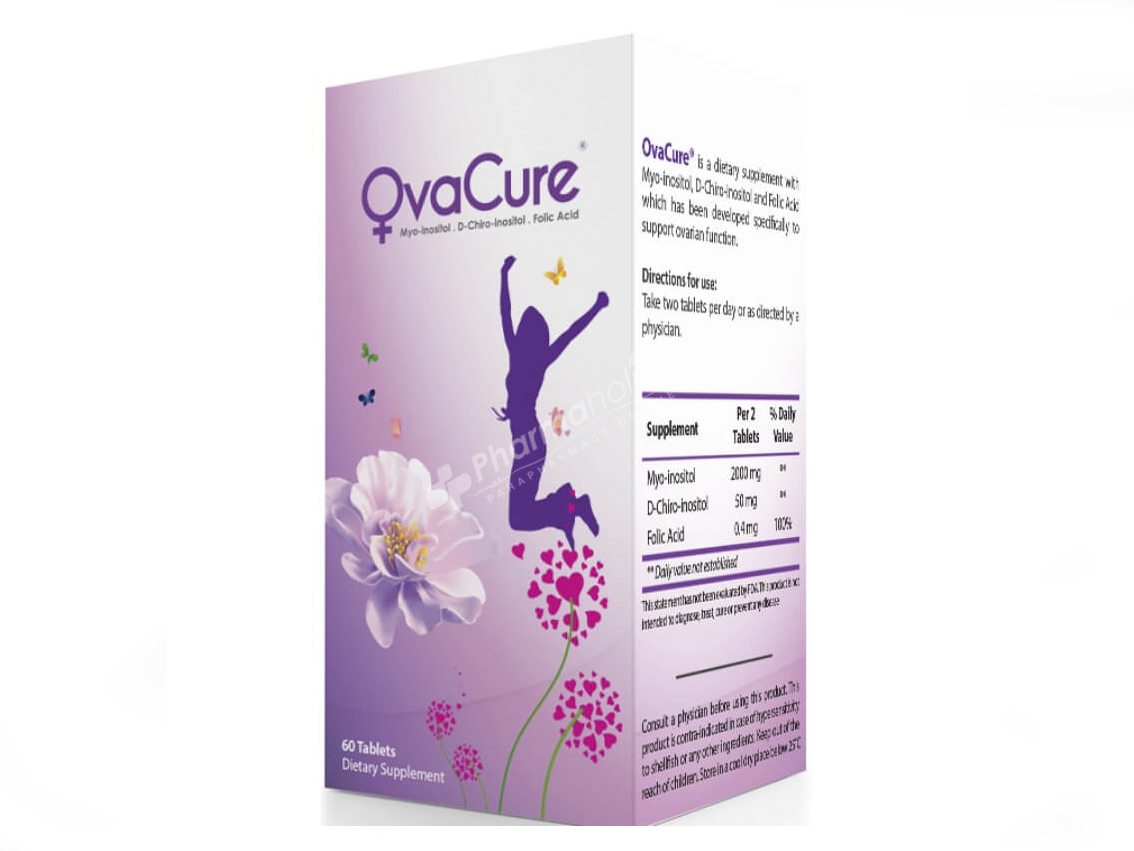 OvaCure®
Myo-Inositol . D-Chiro-inositol . Folic Acid
60 Tablets
Dietary Supplement
OvaCure® is a dietary supplement with
Myo-inositol, D-Chiro-inositol and Folic Acid
which has been developed specifically to
support ovarian function.
Directions for use:
Take two tablets per day or as directed by a
physician.
Supplement Per 2 Tablets % Daily Value
Myo-inositol 2000 mg **
D-Chiro-inositol 50 mg **
Folic Acid 0.4 mg 100%
** Daily value not established
This statement has not been evaluated by FDA. This product is not
intended to diagnose, treat, cure or prevent any disease
Consult a physician before using this product. This
product is contra-indicated in case of hypersensitivity
to shellfish or any other ingredients. Keep out of the
reach of children. Store in a cool dry place below 25°C
PARAPHARMACY